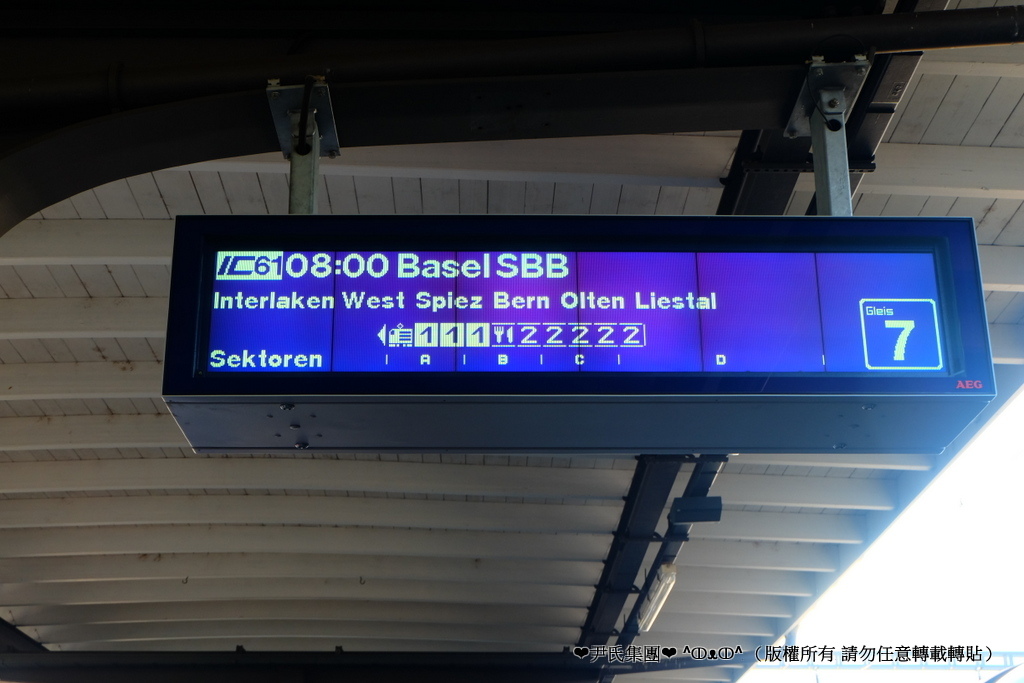 IC61 08:00 Basel SBB
Interlaken West Spiez Bern Olten Liestal
1 1 1 2 2 2 2 2
Sektoren A B C D
Gleis
7
AEG
❤尹氏集團❤ ^ↀᴥↀ^ （版權所有 請勿任意轉載轉貼）